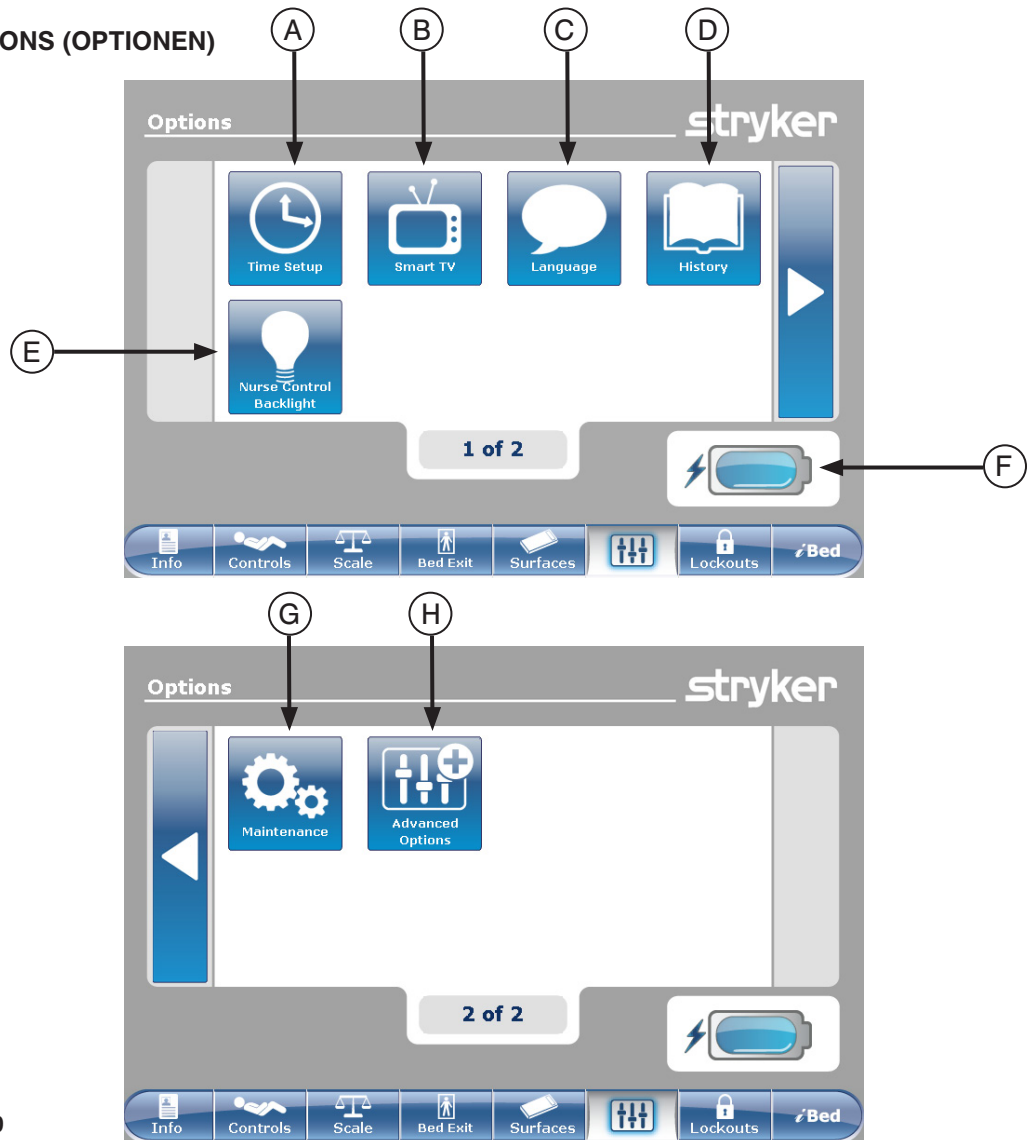 ONS (OPTIONEN)
A B C D
Options
stryker
Time Setup
Smart TV
Language
History
E
Nurse Control
Backlight
1 of 2
F
Info
Controls
Scale
Bed Exit
Surfaces
Lockouts
iBed
G H
Options
stryker
Maintenance
Advanced
Options
2 of 2
Info
Controls
Scale
Bed Exit
Surfaces
Lockouts
iBed